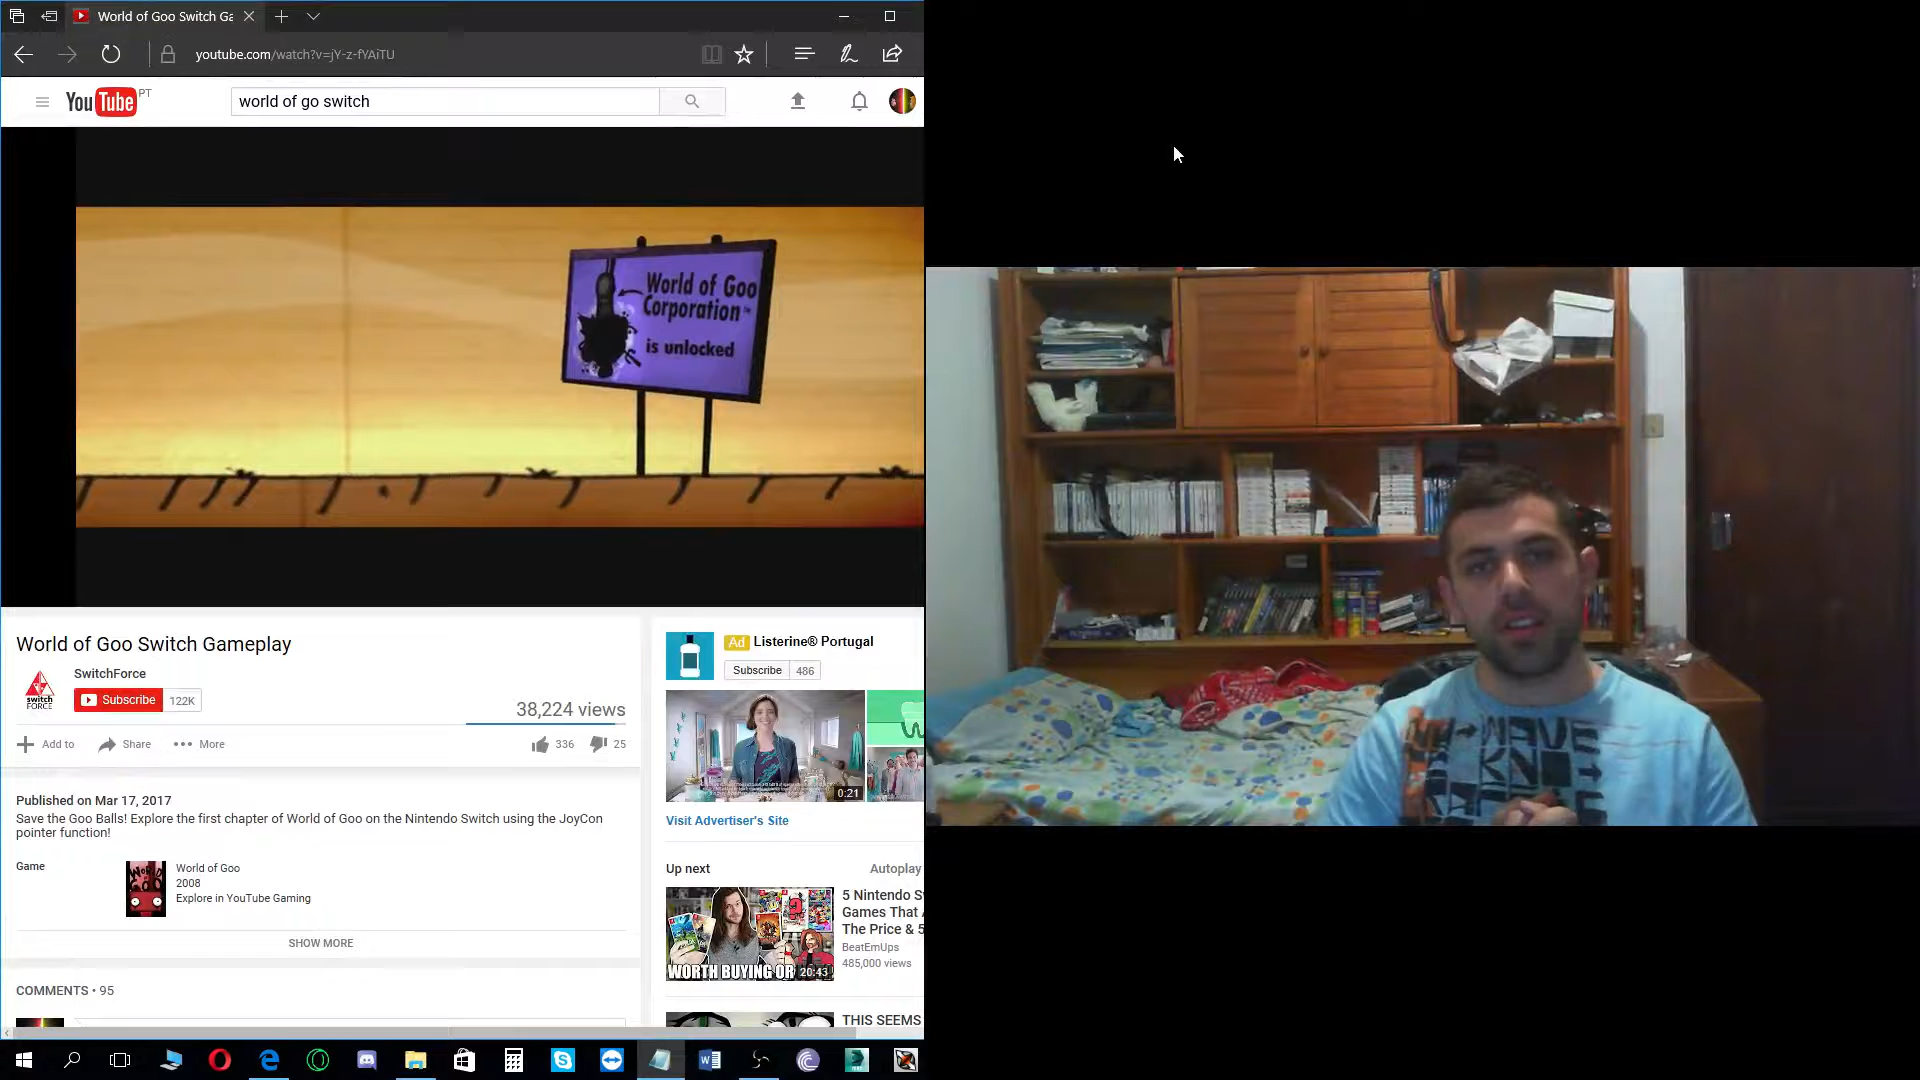 World of Goo Switch Ga
youtube.com/watch?v=jY-z-fYAiTU
YouTube PT
world of go switch
World of Goo
Corporation™
is unlocked
World of Goo Switch Gameplay
SwitchForce
switch
FORCE
Subscribe 122K
38,224 views
Add to Share More 336 25
Published on Mar 17, 2017
Save the Goo Balls! Explore the first chapter of World of Goo on the Nintendo Switch using the JoyCon
pointer function!
Game
World of Goo
2008
Explore in YouTube Gaming
SHOW MORE
COMMENTS • 95
Ad Listerine® Portugal
Subscribe 486
0:21
Visit Advertiser's Site
Up next Autoplay
WORTH BUYING OR
20:43
5 Nintendo S
Games That
The Price & 5
BeatEmUps
485,000 views
THIS SEEMS